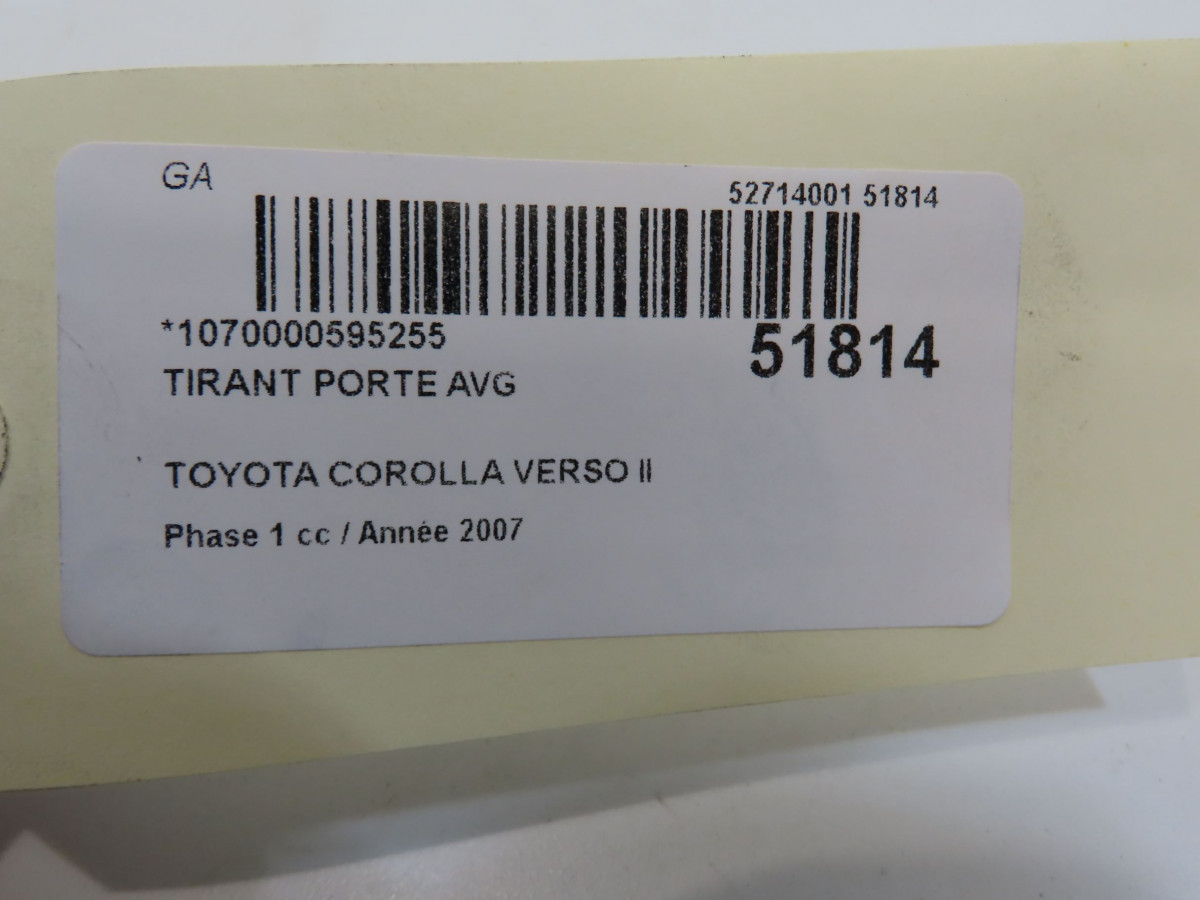 GA
52714001 51814
*1070000595255
51814
TIRANT PORTE AVG
TOYOTA COROLLA VERSO II
Phase 1 cc / Année 2007